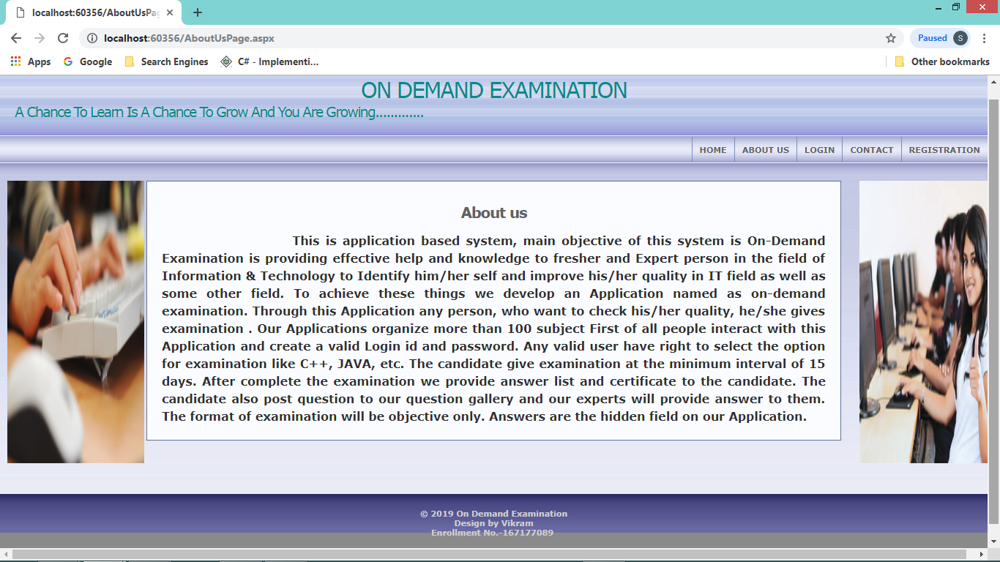 localhost:60356/AboutUsPag
localhost:60356/AboutUsPage.aspx
Paused S
Apps Google Search Engines C# - Implementi... Other bookmarks
ON DEMAND EXAMINATION
A Chance To Learn Is A Chance To Grow And You Are Growing.............
HOME ABOUT US LOGIN CONTACT REGISTRATION
About us
This is application based system, main objective of this system is On-Demand
Examination is providing effective help and knowledge to fresher and Expert person in the field of
Information & Technology to Identify him/her self and improve his/her quality in IT field as well as
some other field. To achieve these things we develop an Application named as on-demand
examination. Through this Application any person, who want to check his/her quality, he/she gives
examination . Our Applications organize more than 100 subject First of all people interact with this
Application and create a valid Login id and password. Any valid user have right to select the option
for examination like C++, JAVA, etc. The candidate give examination at the minimum interval of 15
days. After complete the examination we provide answer list and certificate to the candidate. The
candidate also post question to our question gallery and our experts will provide answer to them.
The format of examination will be objective only. Answers are the hidden field on our Application.
© 2019 On Demand Examination
Design by Vikram
Enrollment No.-167177089